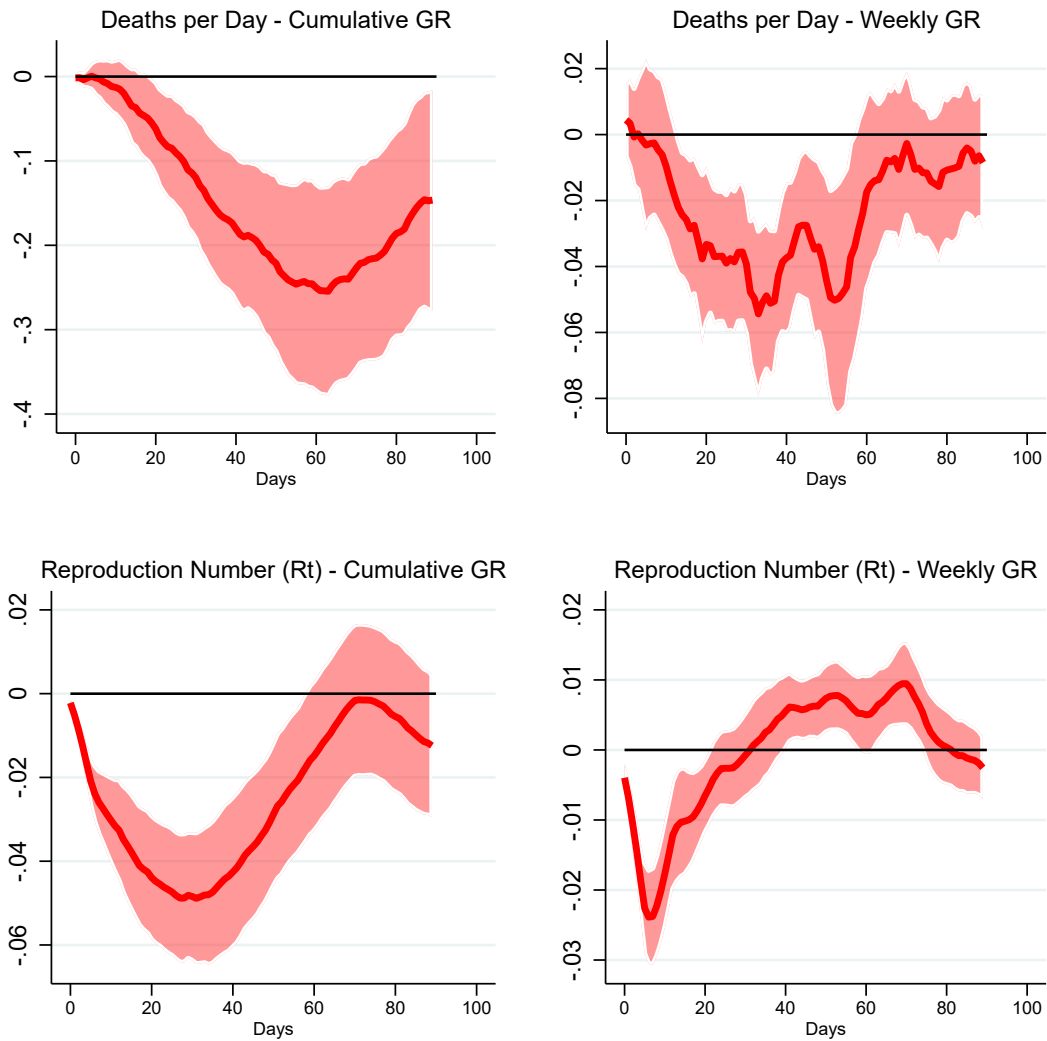 Deaths per Day - Cumulative GR
0
-.1
-.2
-.3
-.4
0 20 40 60 80 100
Days
Deaths per Day - Weekly GR
.02
0
-.02
-.04
-.06
-.08
0 20 40 60 80 100
Days
Reproduction Number (Rt) - Cumulative GR
.02
0
-.02
-.04
-.06
0 20 40 60 80 100
Days
Reproduction Number (Rt) - Weekly GR
.02
.01
0
-.01
-.02
-.03
0 20 40 60 80 100
Days